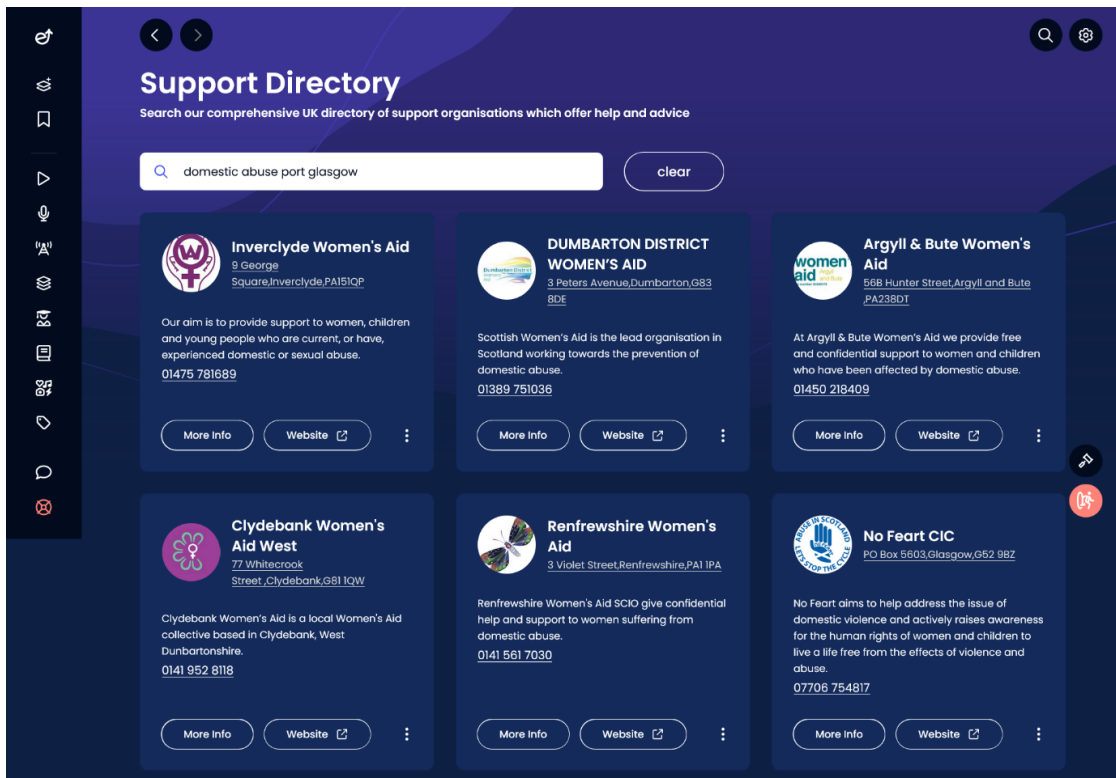 Support Directory
Search our comprehensive UK directory of support organisations which offer help and advice
domestic abuse port glasgow
clear
Inverclyde Women's Aid
9 George
Square,Inverclyde,PA151QP
Our aim is to provide support to women, children
and young people who are current, or have,
experienced domestic or sexual abuse.
01475 781689
More Info
Website
DUMBARTON DISTRICT
WOMEN'S AID
3 Peters Avenue,Dumbarton,G83
8DE
Scottish Women's Aid is the lead organisation in
Scotland working towards the prevention of
domestic abuse.
01389 751036
More Info
Website
women
aid
Argyll & Bute Women's
Aid
56B Hunter Street,Argyll and Bute
,PA238DT
At Argyll & Bute Women's Aid we provide free
and confidential support to women and children
who have been affected by domestic abuse.
01450 218409
More Info
Website
Clydebank Women's
Aid West
77 Whitecrook
Street ,Clydebank,G81 1QW
Clydebank Women's Aid is a local Women's Aid
collective based in Clydebank, West
Dunbartonshire.
0141 952 8118
More Info
Website
Renfrewshire Women's
Aid
3 Violet Street,Renfrewshire,PA1 1PA
Renfrewshire Women's Aid SCIO give confidential
help and support to women suffering from
domestic abuse.
0141 561 7030
More Info
Website
ABUSE IN SCOTLAND
LETS STOP THE CYCLE
No Feart CIC
PO Box 5603,Glasgow,G52 9BZ
No Feart aims to help address the issue of
domestic violence and actively raises awareness
for the human rights of women and children to
live a life free from the effects of violence and
abuse.
07706 754817
More Info
Website